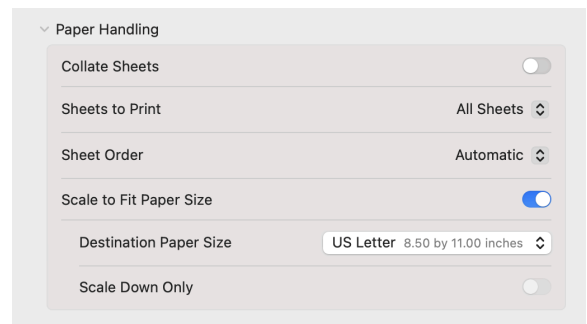 Paper Handling
Collate Sheets
Sheets to Print All Sheets
Sheet Order Automatic
Scale to Fit Paper Size
Destination Paper Size US Letter 8.50 by 11.00 inches
Scale Down Only